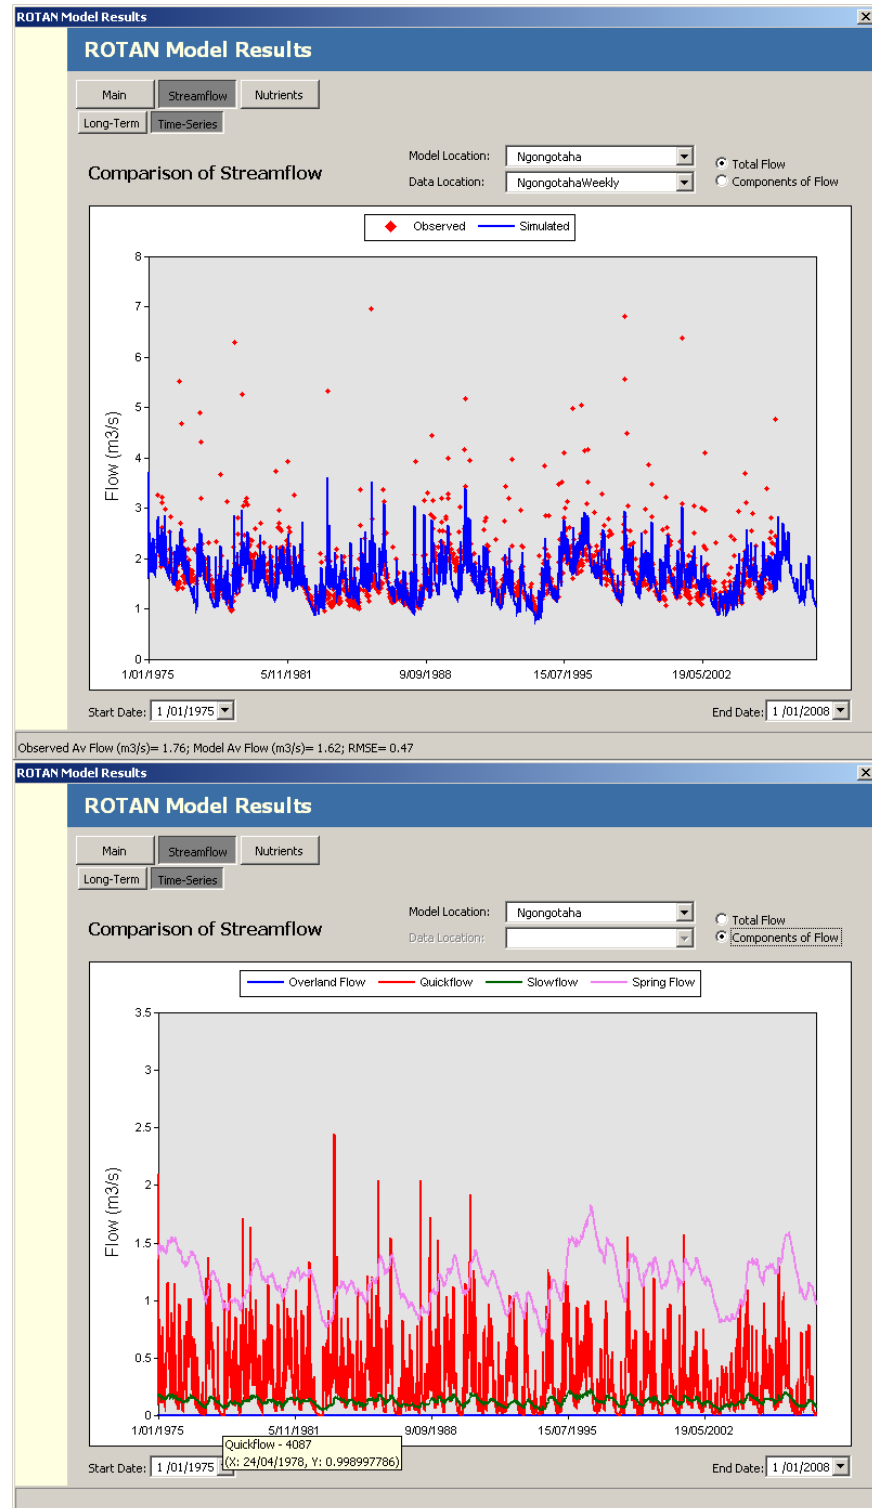 ROTAN Model Results
ROTAN Model Results
Main Streamflow Nutrients
Long-Term Time-Series
Comparison of Streamflow
Model Location: Ngongotaha
Data Location: NgongotahaWeekly
Total Flow
Components of Flow
Observed Simulated
Flow (m3/s)
8
7
6
5
4
3
2
1
0
1/01/1975 5/11/1981 9/09/1988 15/07/1995 19/05/2002
Start Date: 1 /01/1975 End Date: 1 /01/2008
Observed Av Flow (m3/s)= 1.76; Model Av Flow (m3/s)= 1.62; RMSE= 0.47
ROTAN Model Results
ROTAN Model Results
Main Streamflow Nutrients
Long-Term Time-Series
Comparison of Streamflow
Model Location: Ngongotaha
Data Location:
Total Flow
Components of Flow
Overland Flow Quickflow Slowflow Spring Flow
Flow (m3/s)
3.5
3
2.5
2
1.5
1
0.5
0
1/01/1975 5/11/1981 9/09/1988 15/07/1995 19/05/2002
Quickflow - 4087
(X: 24/04/1978, Y: 0.998997786)
Start Date: 1 /01/1975 End Date: 1 /01/2008